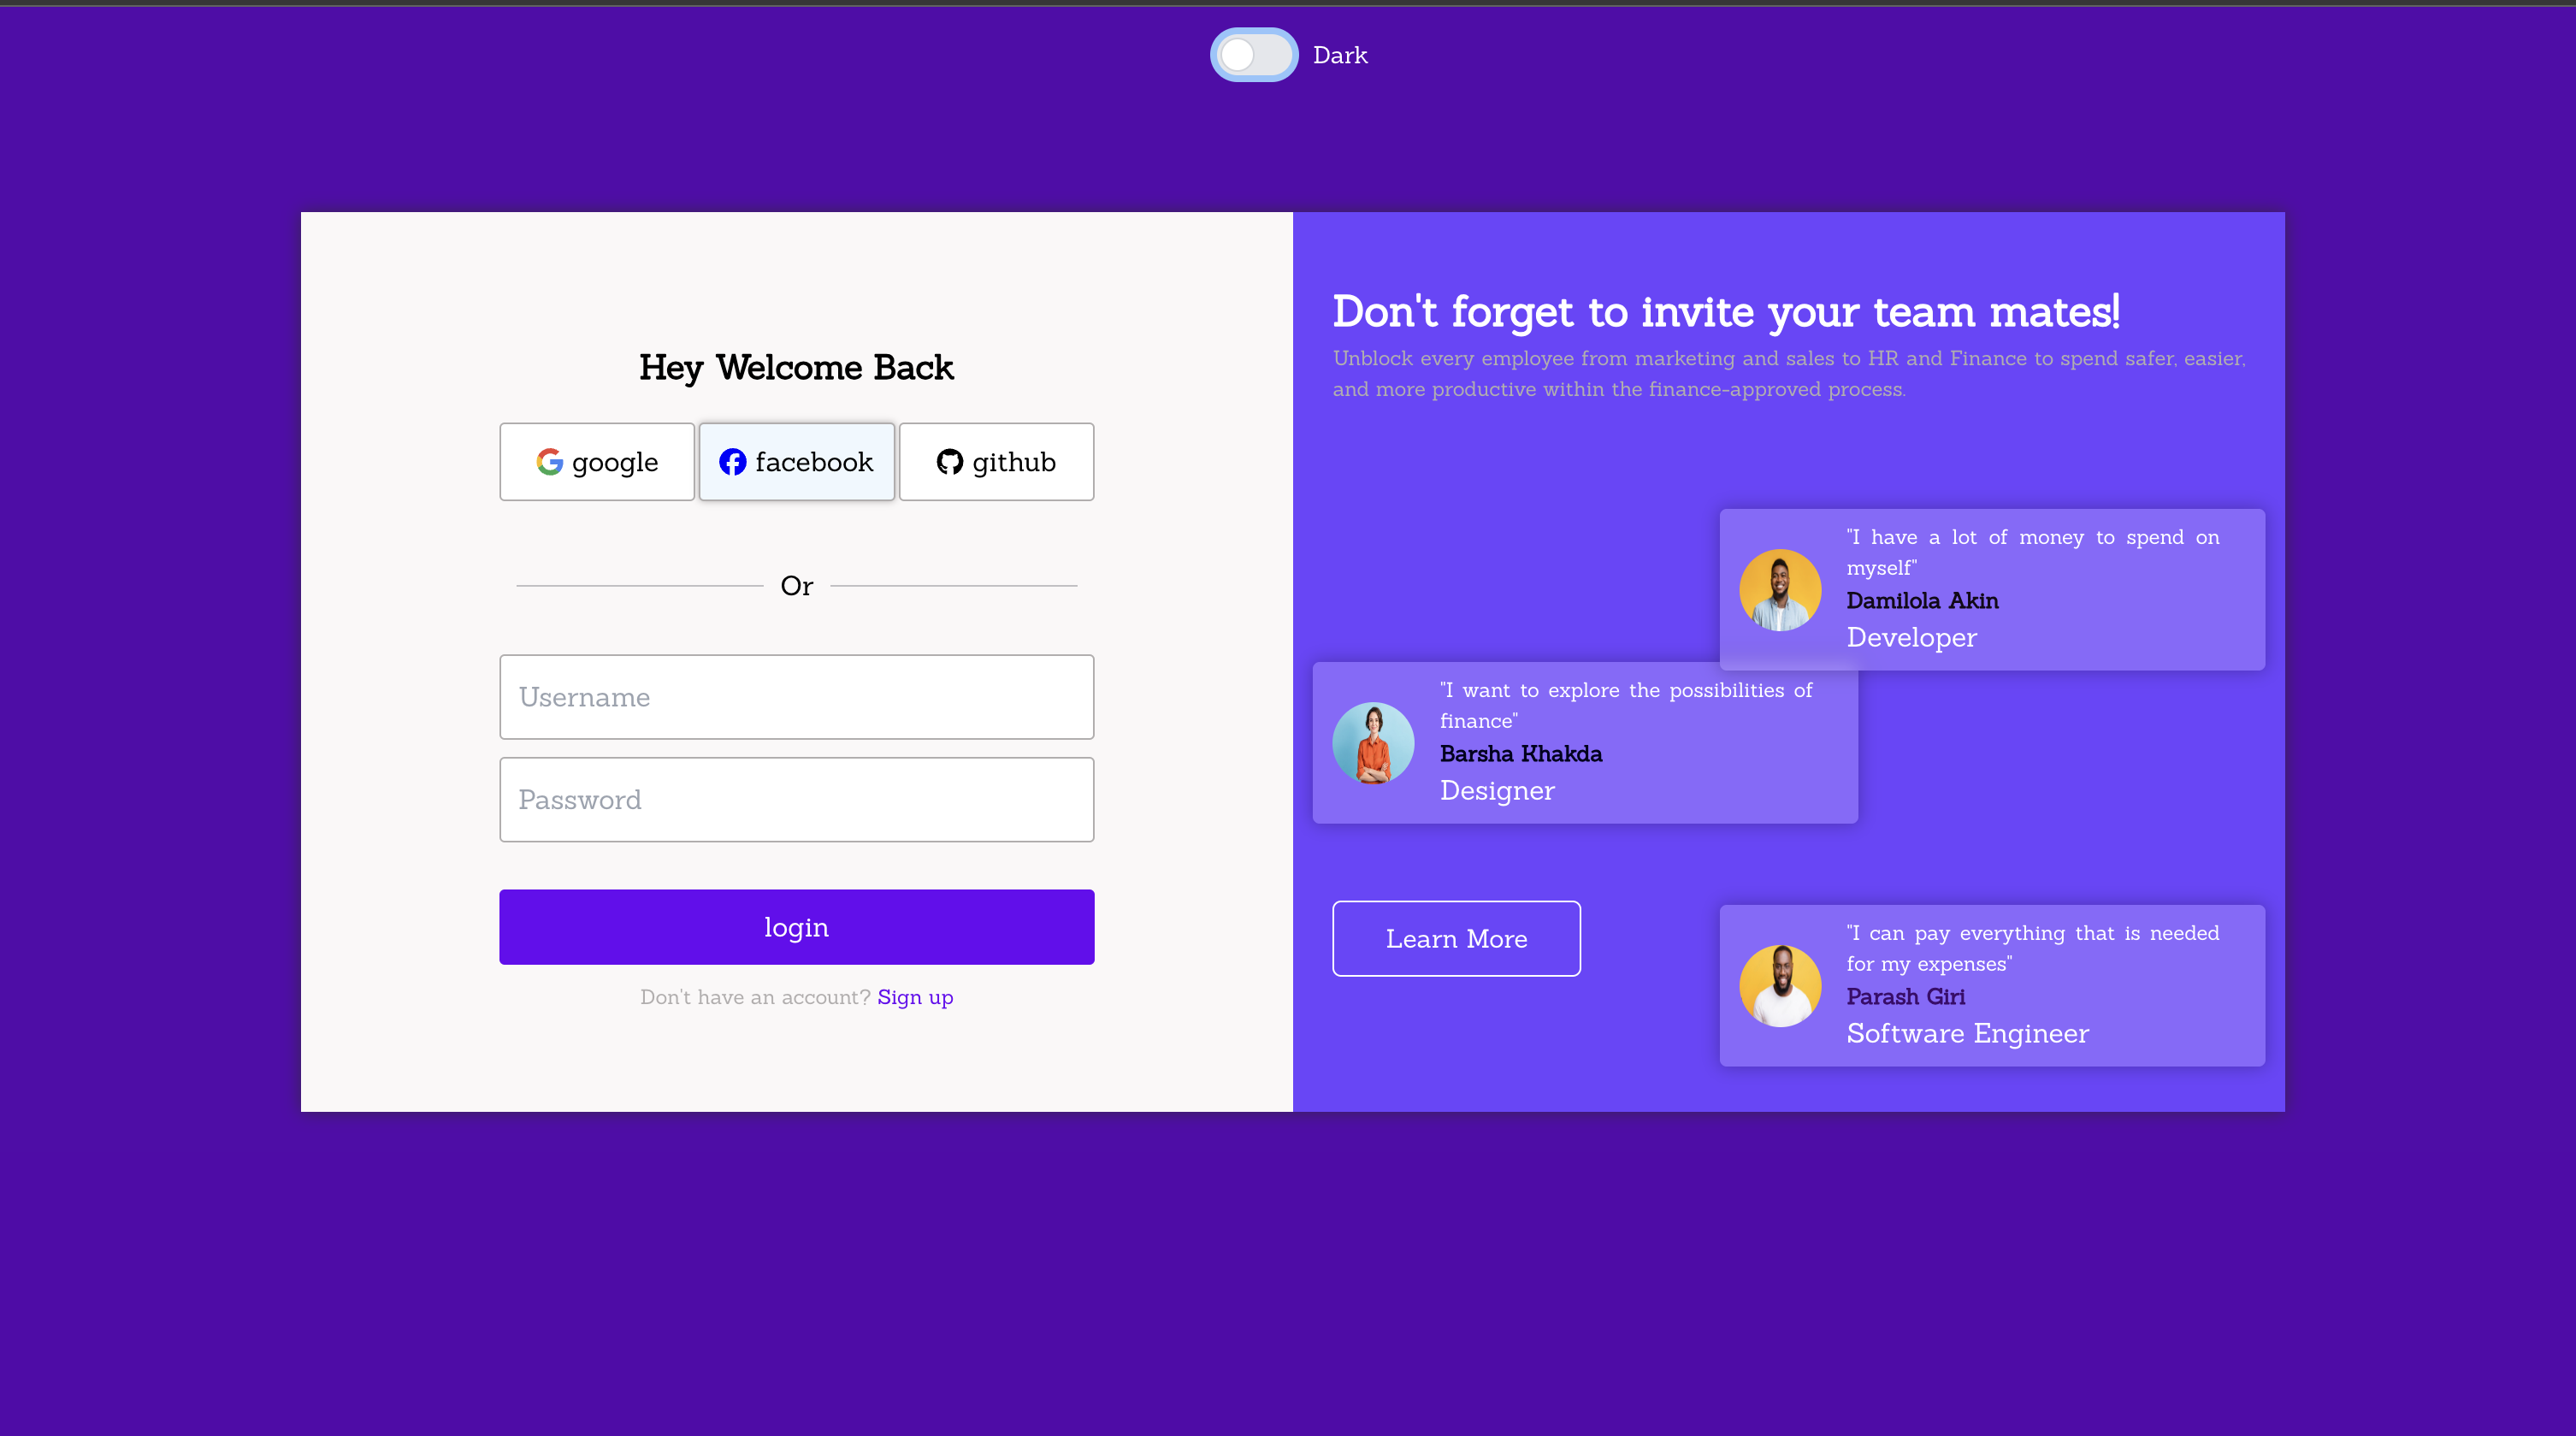 Dark
Hey Welcome Back
google
facebook
github
Or
Username
Password
login
Don't have an account? Sign up
Don't forget to invite your team mates!
Unblock every employee from marketing and sales to HR and Finance to spend safer, easier,
and more productive within the finance-approved process.
"I have a lot of money to spend on
myself"
Damilola Akin
Developer
"I want to explore the possibilities of
finance"
Barsha Khakda
Designer
Learn More
"I can pay everything that is needed
for my expenses"
Parash Giri
Software Engineer